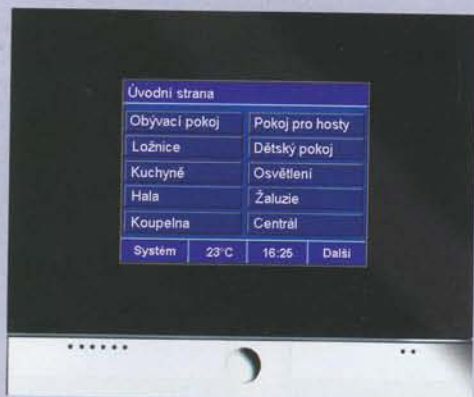 Úvodní strana
Obývací pokoj
Pokoj pro hosty
Ložnice
Dětský pokoj
Kuchyně
Osvětlení
Hala
Žaluzie
Koupelna
Centrál
Systém 23°C 16:25 Další